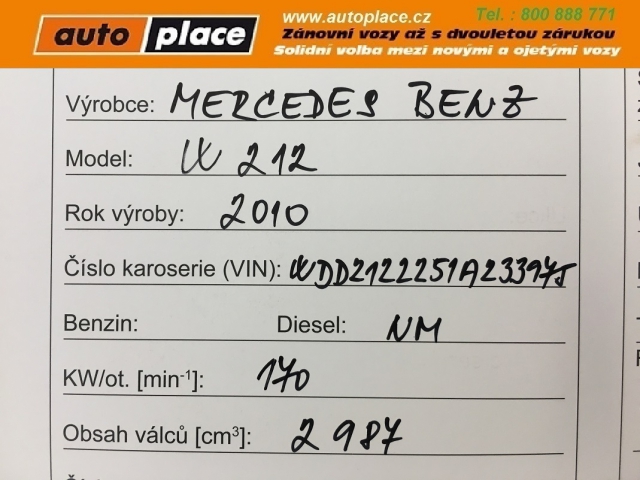 auto place
www.autoplace.cz
Tel. : 800 888 771
Zánovní vozy až s dvouletou zárukou
Solidní volba mezi novými a ojetými vozy
Výrobce: MERCEDES BENZ
Model: W 212
Rok výroby: 2010
Číslo karoserie (VIN): WDD2122251A233975
Benzin: Diesel: NM
KW/ot. [min⁻¹]: 170
Obsah válců [cm³]: 2 987